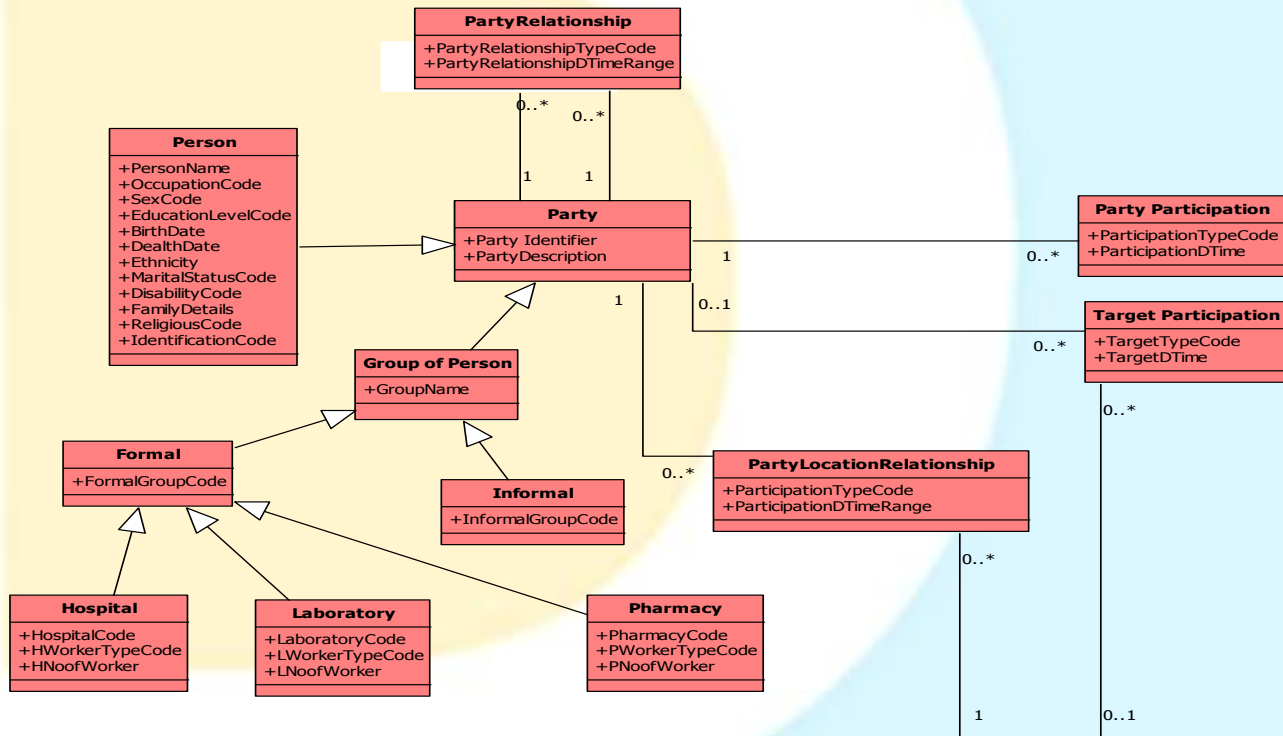 PartyRelationship
+PartyRelationshipTypeCode
+PartyRelationshipDTimeRange
0..*
0..*
1
1
Person
+PersonName
+OccupationCode
+SexCode
+EducationLevelCode
+BirthDate
+DealthDate
+Ethnicity
+MaritalStatusCode
+DisabilityCode
+FamilyDetails
+ReligiousCode
+IdentificationCode
Party
+Party Identifier
+PartyDescription
1
0..*
Party Participation
+ParticipationTypeCode
+ParticipationDTime
1
0..1
0..*
Target Participation
+TargetTypeCode
+TargetDTime
0..*
Group of Person
+GroupName
Formal
+FormalGroupCode
Informal
+InformalGroupCode
0..*
PartyLocationRelationship
+ParticipationTypeCode
+ParticipationDTimeRange
0..*
Hospital
+HospitalCode
+HWorkerTypeCode
+HNoofWorker
Laboratory
+LaboratoryCode
+LWorkerTypeCode
+LNoofWorker
Pharmacy
+PharmacyCode
+PWorkerTypeCode
+PNoofWorker
1
0..1